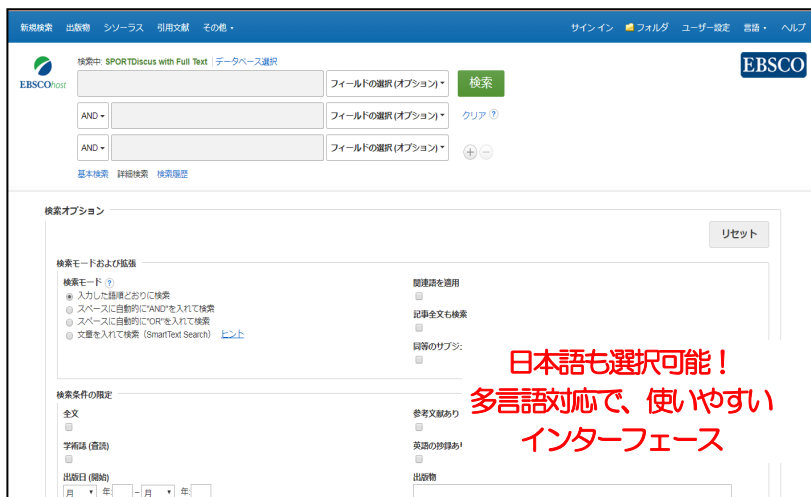 新規検索 出版物 シソーラス 引用文献 その他 サイン イン フォルダ ユーザー設定 言語 ヘルプ
検索中: SPORTDiscus with Full Text データベース選択
EBSCOhost
フィールドの選択 (オプション) 検索
EBSCO
AND フィールドの選択 (オプション) クリア ?
AND フィールドの選択 (オプション)
基本検索 詳細検索 検索履歴
検索オプション
リセット
検索モードおよび拡張
検索モード ? 関連語を適用
入力した語順どおりに検索
スペースに自動的に"AND"を入れて検索 記事全文も検索
スペースに自動的に"OR"を入れて検索
文章を入れて検索 (SmartText Search) ヒント 同等のサブジ
日本語も選択可能！
多言語対応で、使いやすい
インターフェース
検索条件の限定
全文 参考文献あり
学術誌 (査読) 英語の抄録あり
出版日 (開始) 出版物
月 年: – 月 年: